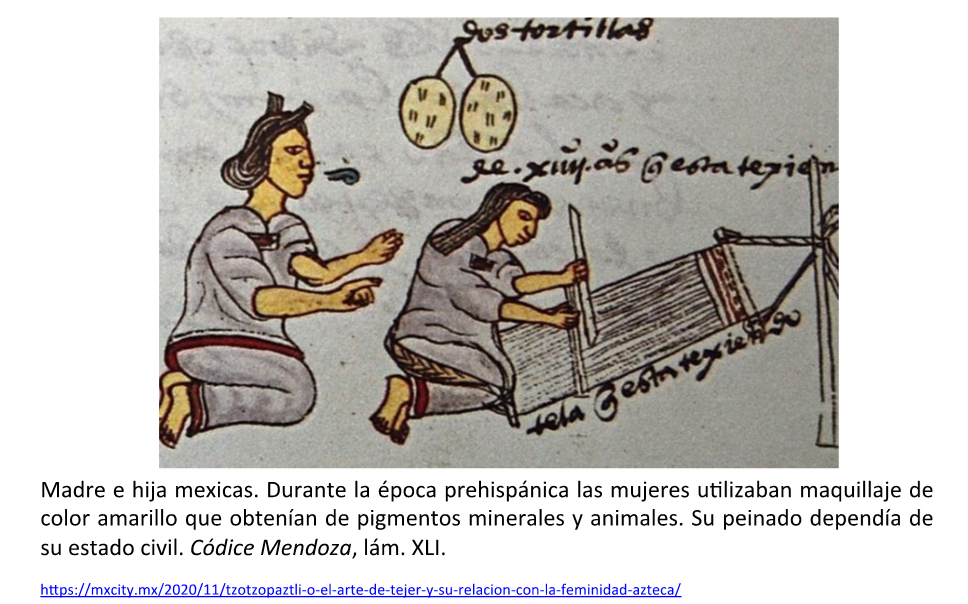 dos tortillas
de . xiiij . as q̃ esta texien
tela q̃ esta texiendo
Madre e hija mexicas. Durante la época prehispánica las mujeres utilizaban maquillaje de
color amarillo que obtenían de pigmentos minerales y animales. Su peinado dependía de
su estado civil. Códice Mendoza, lám. XLI.
https://mxcity.mx/2020/11/tzotzopaztli-o-el-arte-de-tejer-y-su-relacion-con-la-feminidad-azteca/